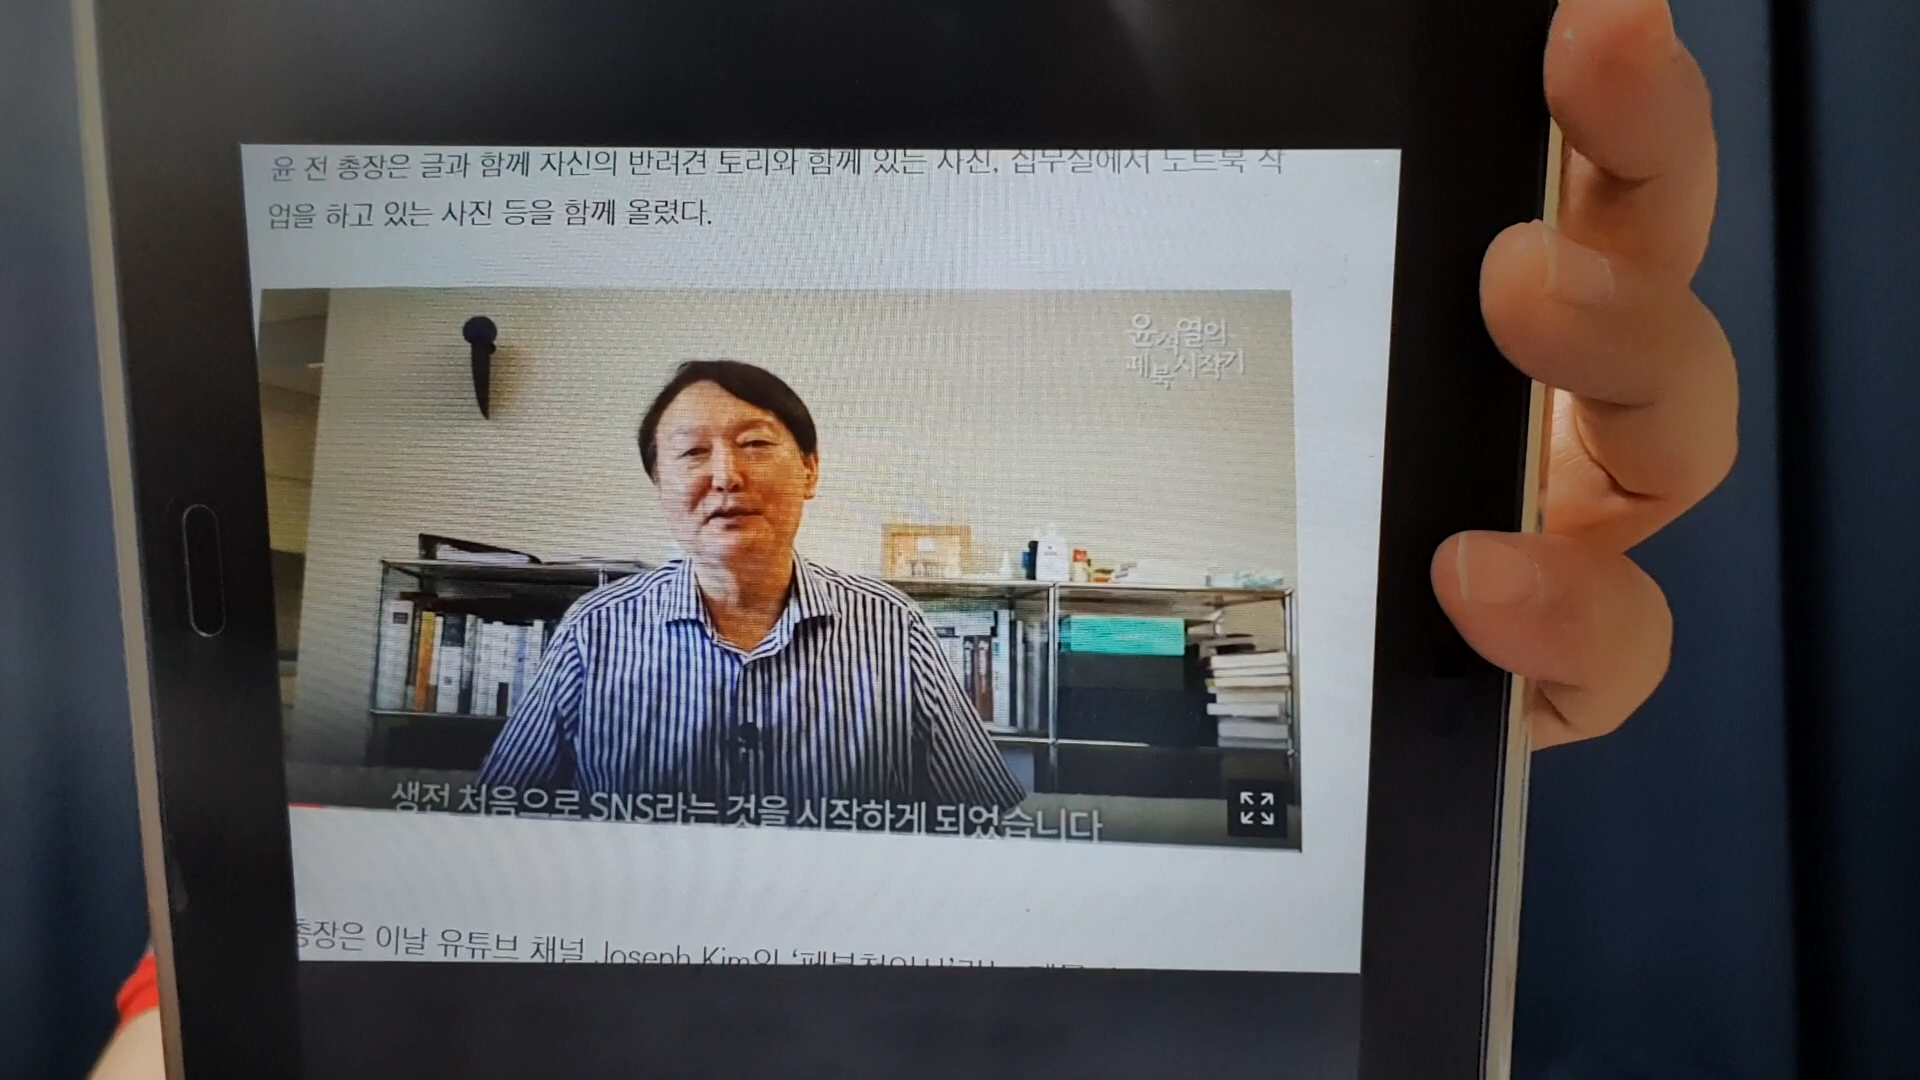 윤 전 총장은 글과 함께 자신의 반려견 토리와 함께 있는 사진, 집무실에서 노트북 작
업을 하고 있는 사진 등을 함께 올렸다.
윤석열의
페북시작기
생전 처음으로 SNS라는 것을 시작하게 되었습니다
총장은 이날 유튜브 채널 Joseph Kim의